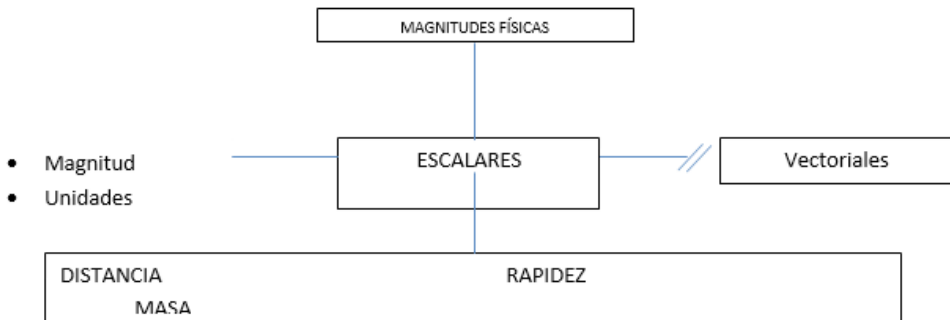 MAGNITUDES FÍSICAS
• Magnitud
• Unidades
ESCALARES
Vectoriales
DISTANCIA RAPIDEZ
MASA